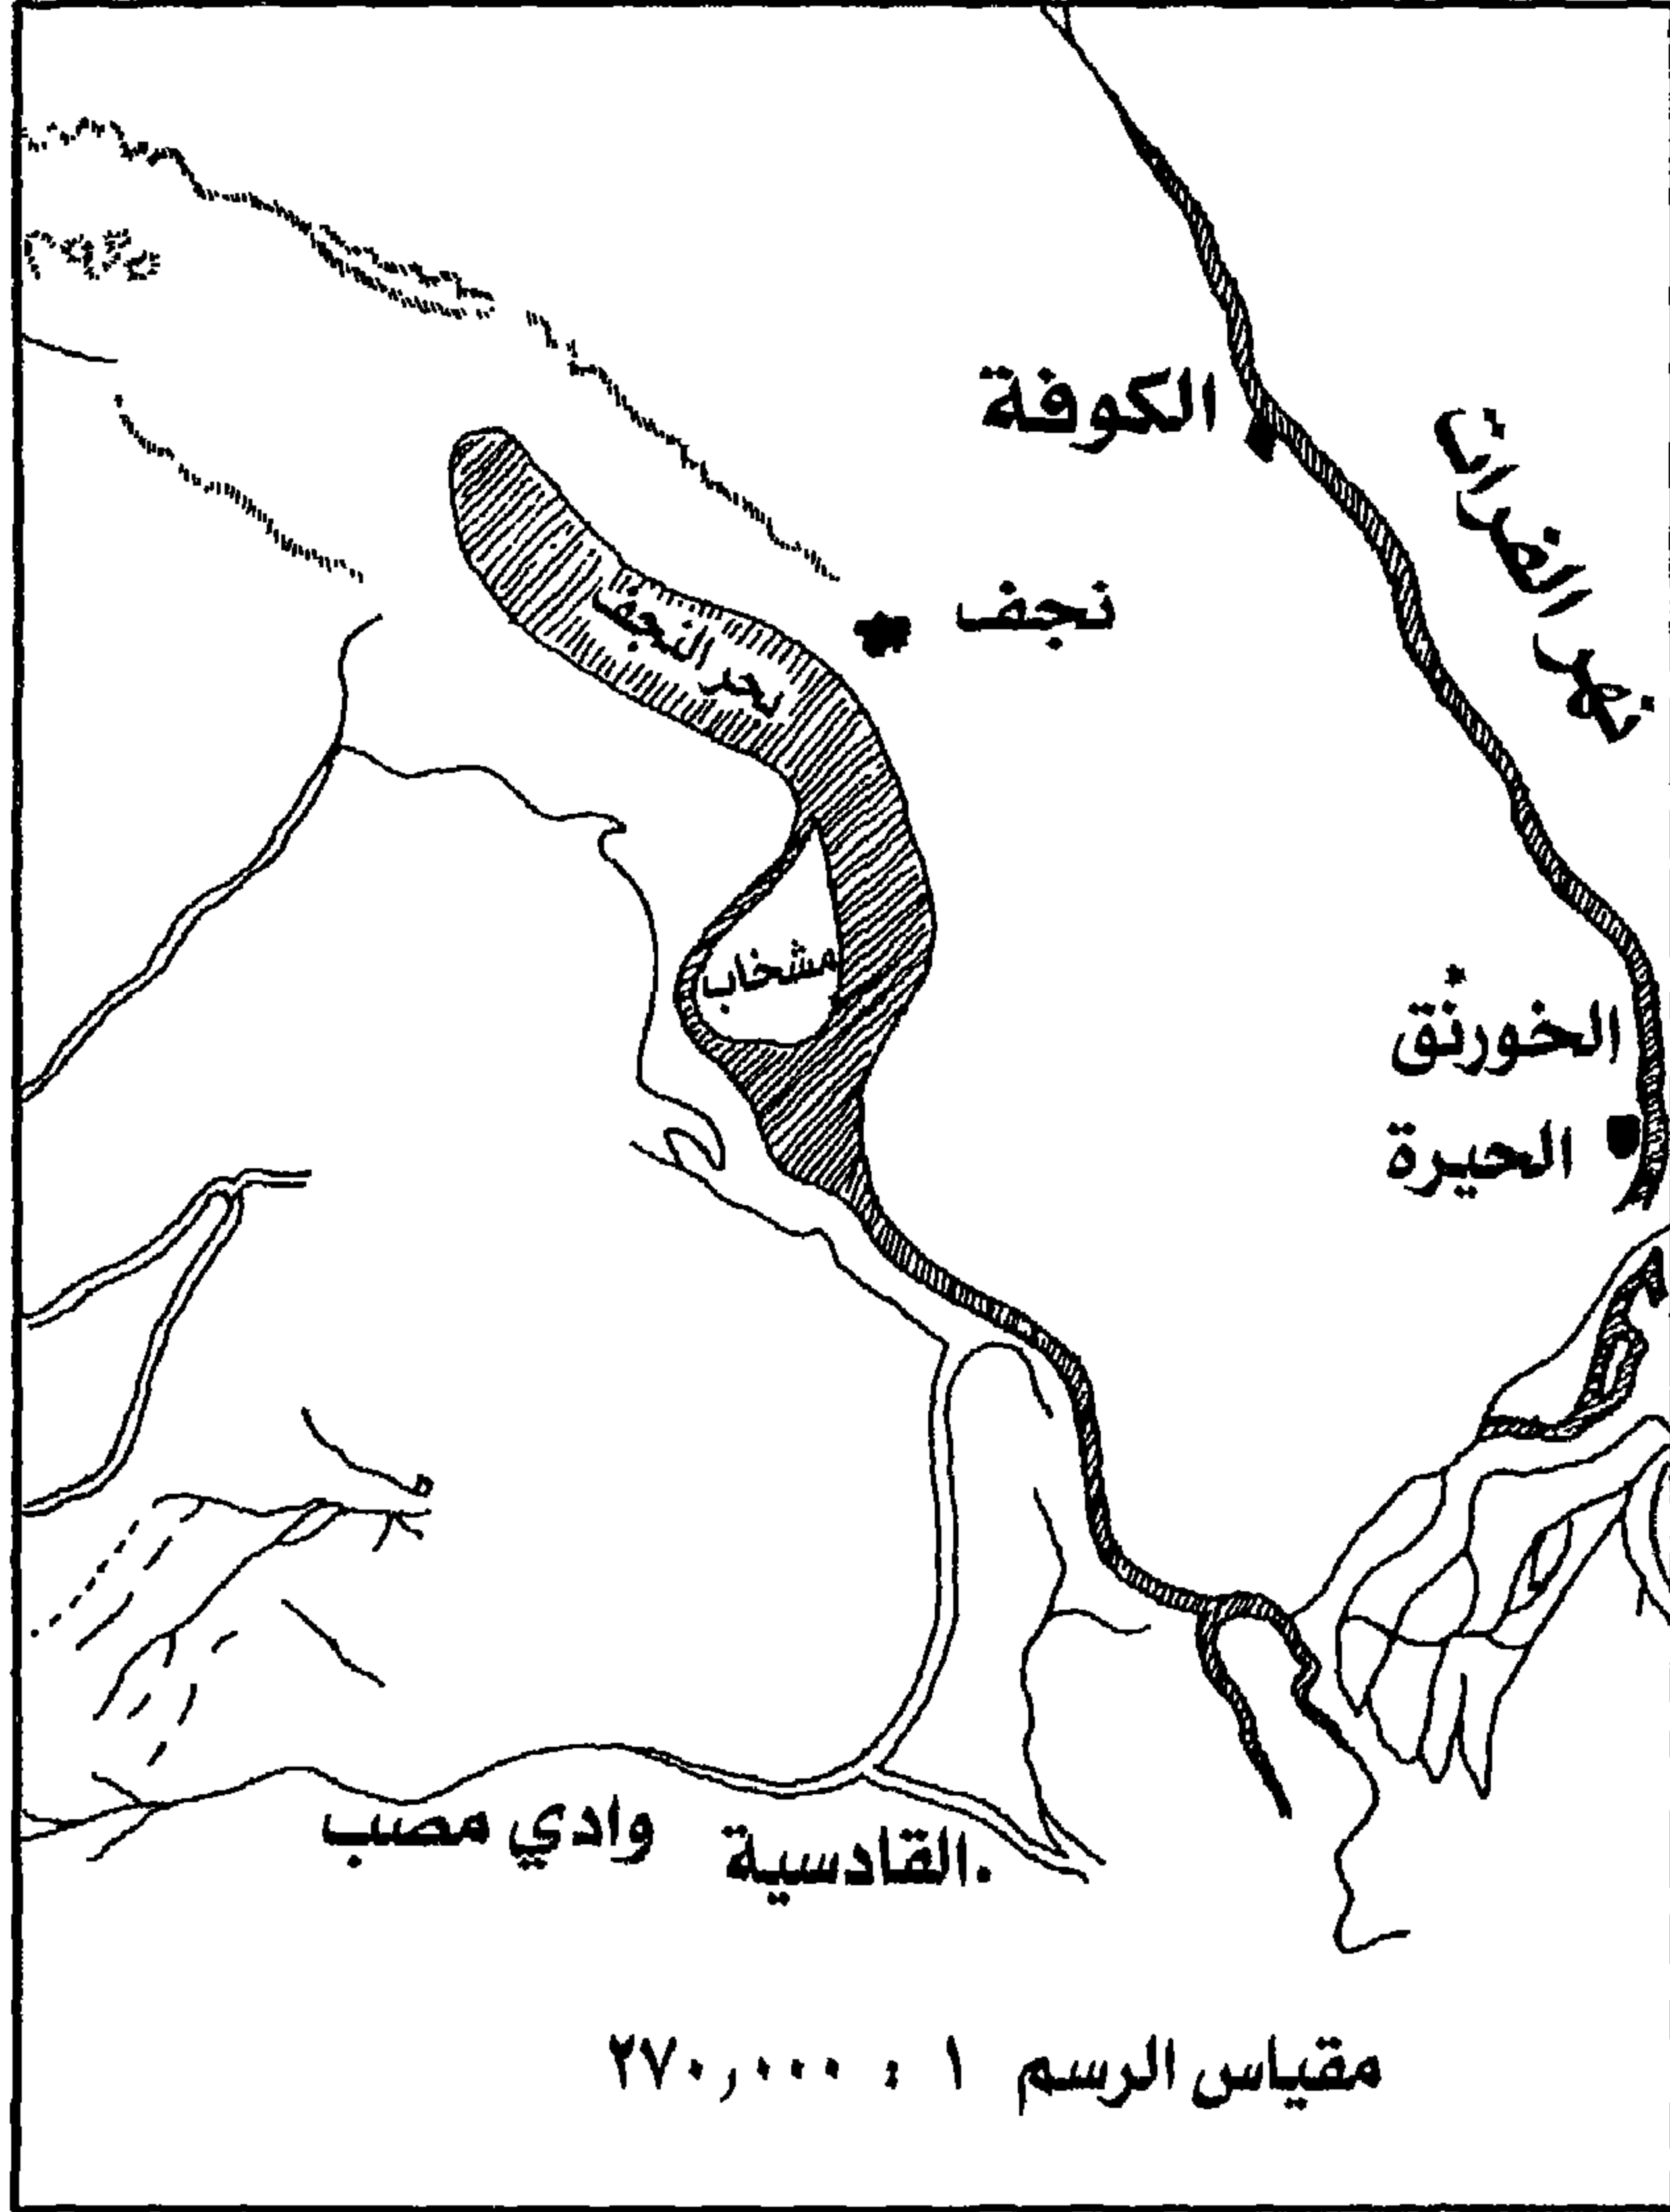 الكوفة
نهر الفرات
نجف
بحر النجف
مشخاب
الخورنق
الحيرة
وادي مصب
القادسية
مقياس الرسم ١ : ٢٧٠,٠٠٠